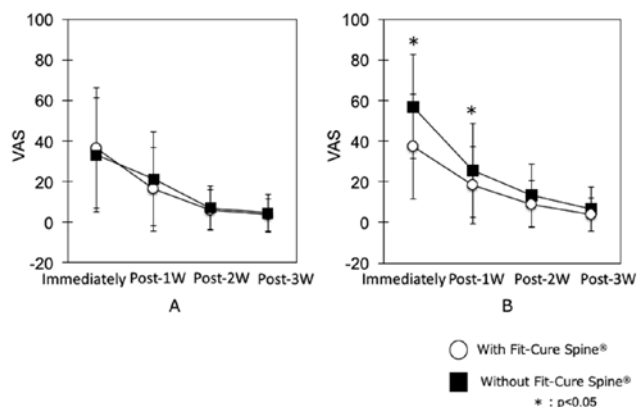 100
80
60
40
20
0
-20
VAS
Immediately Post-1W Post-2W Post-3W
A
100
80
60
40
20
0
-20
VAS
*
*
Immediately Post-1W Post-2W Post-3W
B
With Fit-Cure Spine®
Without Fit-Cure Spine®
* : p<0.05